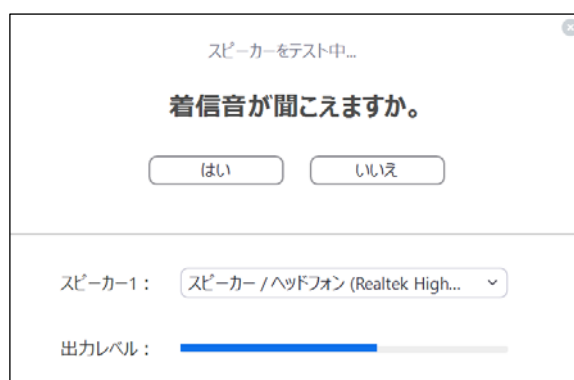 スピーカーをテスト中...
着信音が聞こえますか。
はい
いいえ
スピーカー1：
スピーカー / ヘッドフォン (Realtek High...
出力レベル：